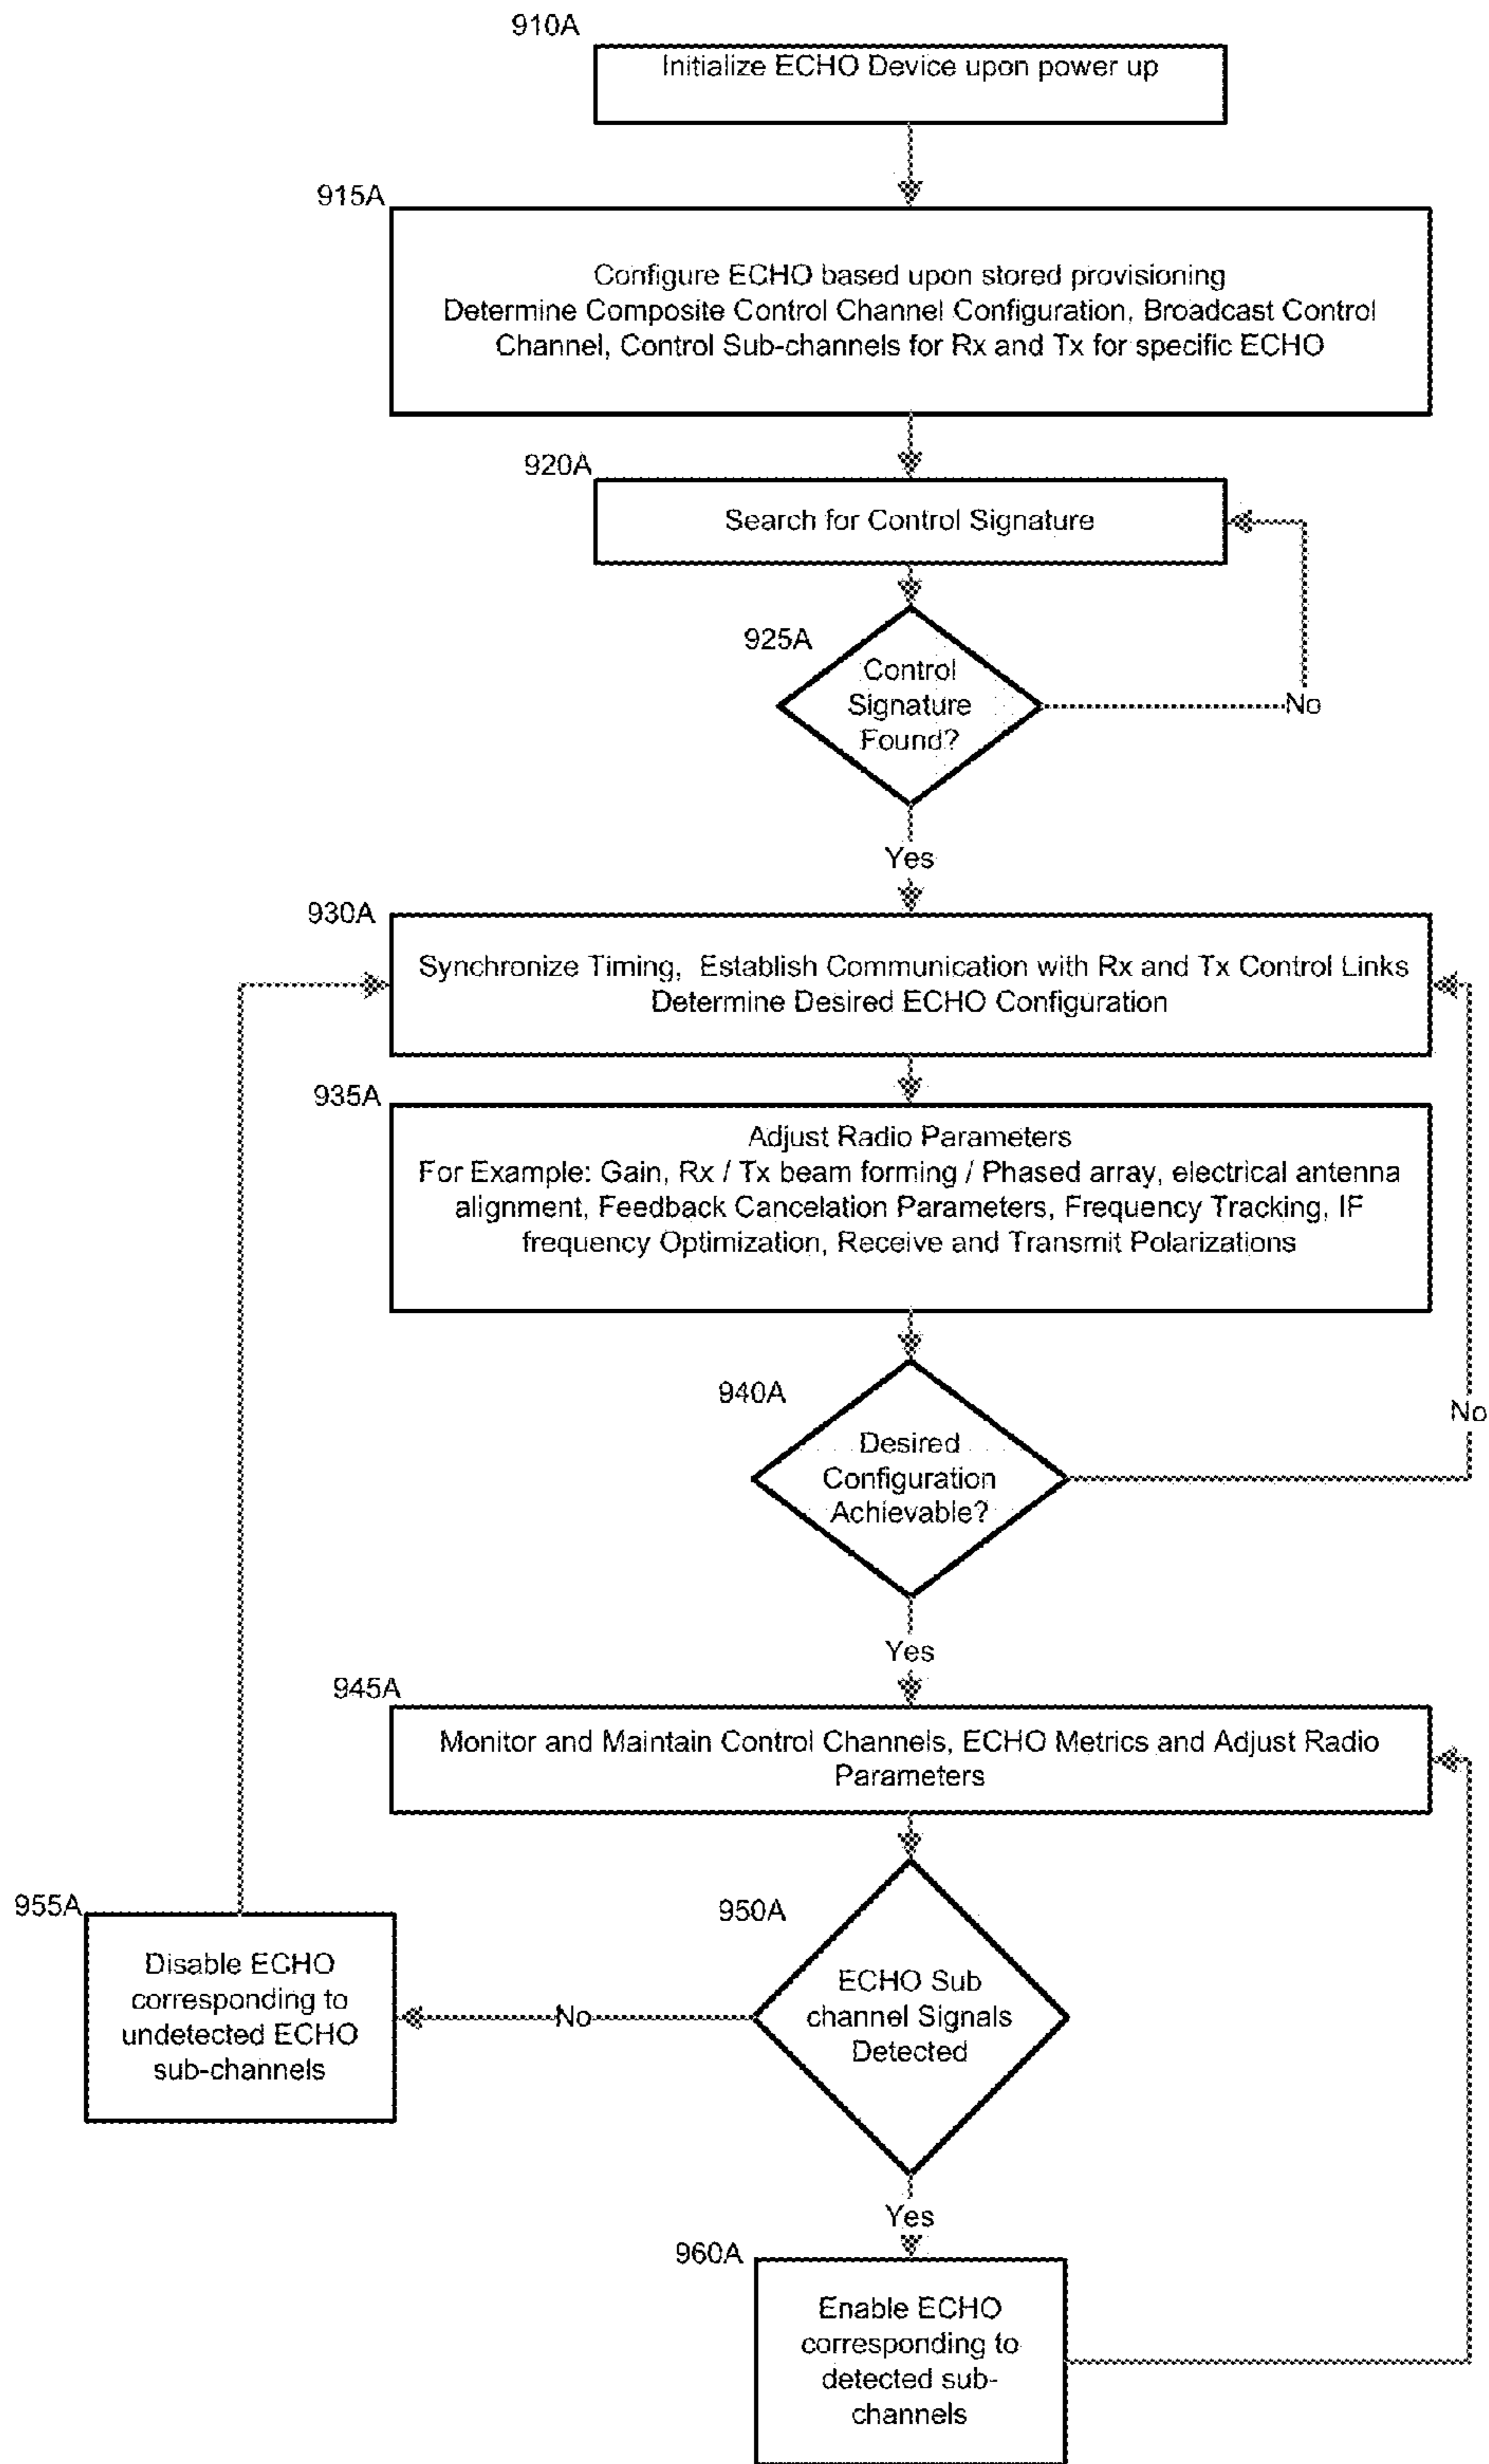 910A
Initialize ECHO Device upon power up
915A
Configure ECHO based upon stored provisioning
Determine Composite Control Channel Configuration, Broadcast Control
Channel, Control Sub-channels for Rx and Tx for specific ECHO
920A
Search for Control Signature
925A
Control
Signature
Found?
No
Yes
930A
Synchronize Timing, Establish Communication with Rx and Tx Control Links
Determine Desired ECHO Configuration
935A
Adjust Radio Parameters
For Example: Gain, Rx / Tx beam forming / Phased array, electrical antenna
alignment, Feedback Cancelation Parameters, Frequency Tracking, IF
frequency Optimization, Receive and Transmit Polarizations
940A
Desired
Configuration
Achievable?
No
Yes
945A
Monitor and Maintain Control Channels, ECHO Metrics and Adjust Radio
Parameters
950A
ECHO Sub
channel Signals
Detected
No
955A
Disable ECHO
corresponding to
undetected ECHO
sub-channels
Yes
960A
Enable ECHO
corresponding to
detected sub-
channels